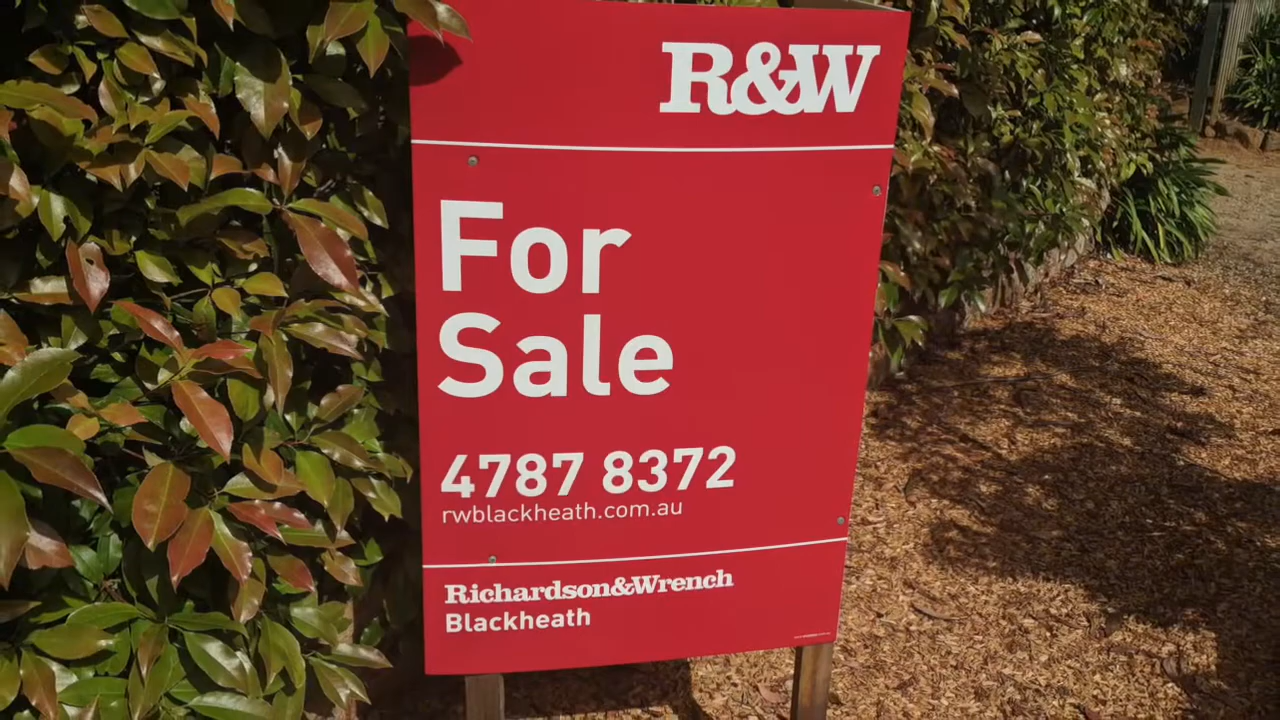 R&W
For
Sale
4787 8372
rwblackheath.com.au
Richardson&Wrench
Blackheath